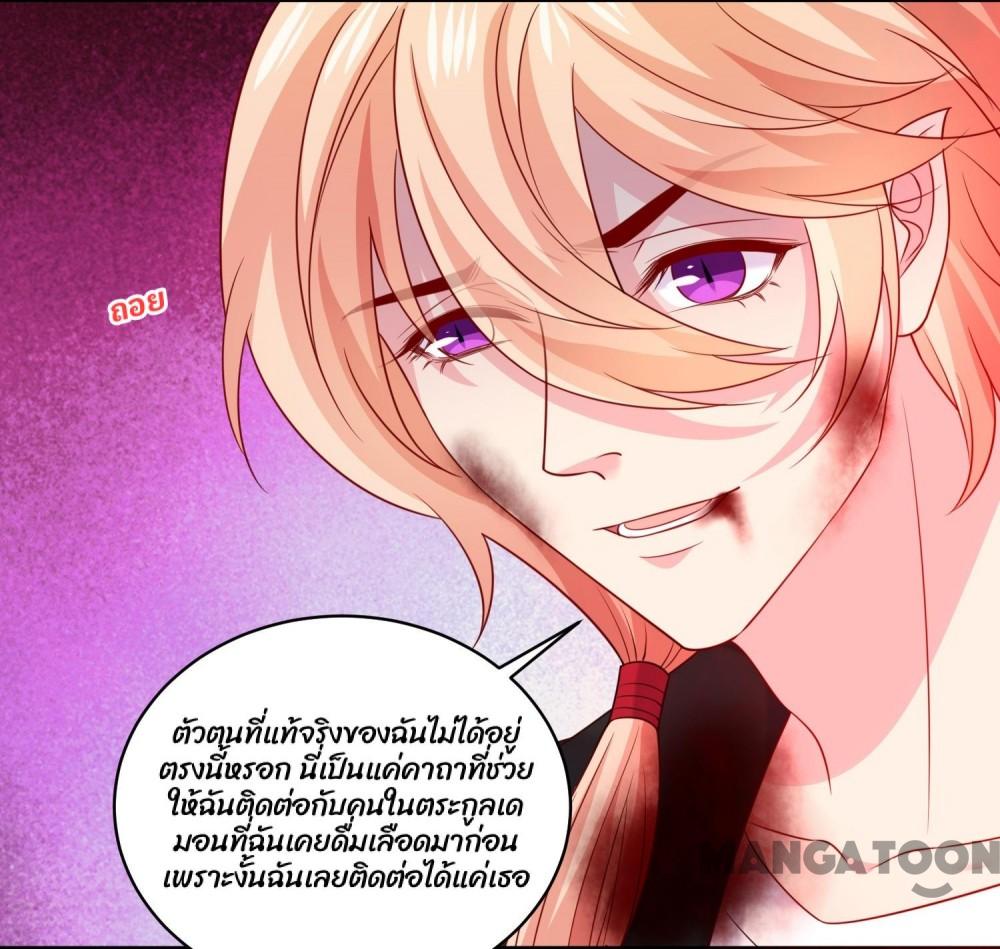 ถอย
ตัวตนที่แท้จริงของฉันไม่ได้อยู่
ตรงนี้หรอก นี่เป็นแค่คาถาที่ช่วย
ให้ฉันติดต่อกับคนในตระกูลเด
มอนที่ฉันเคยดื่มเลือดมาก่อน
เพราะงั้นฉันเลยติดต่อได้แค่เธอ
MANGATOON